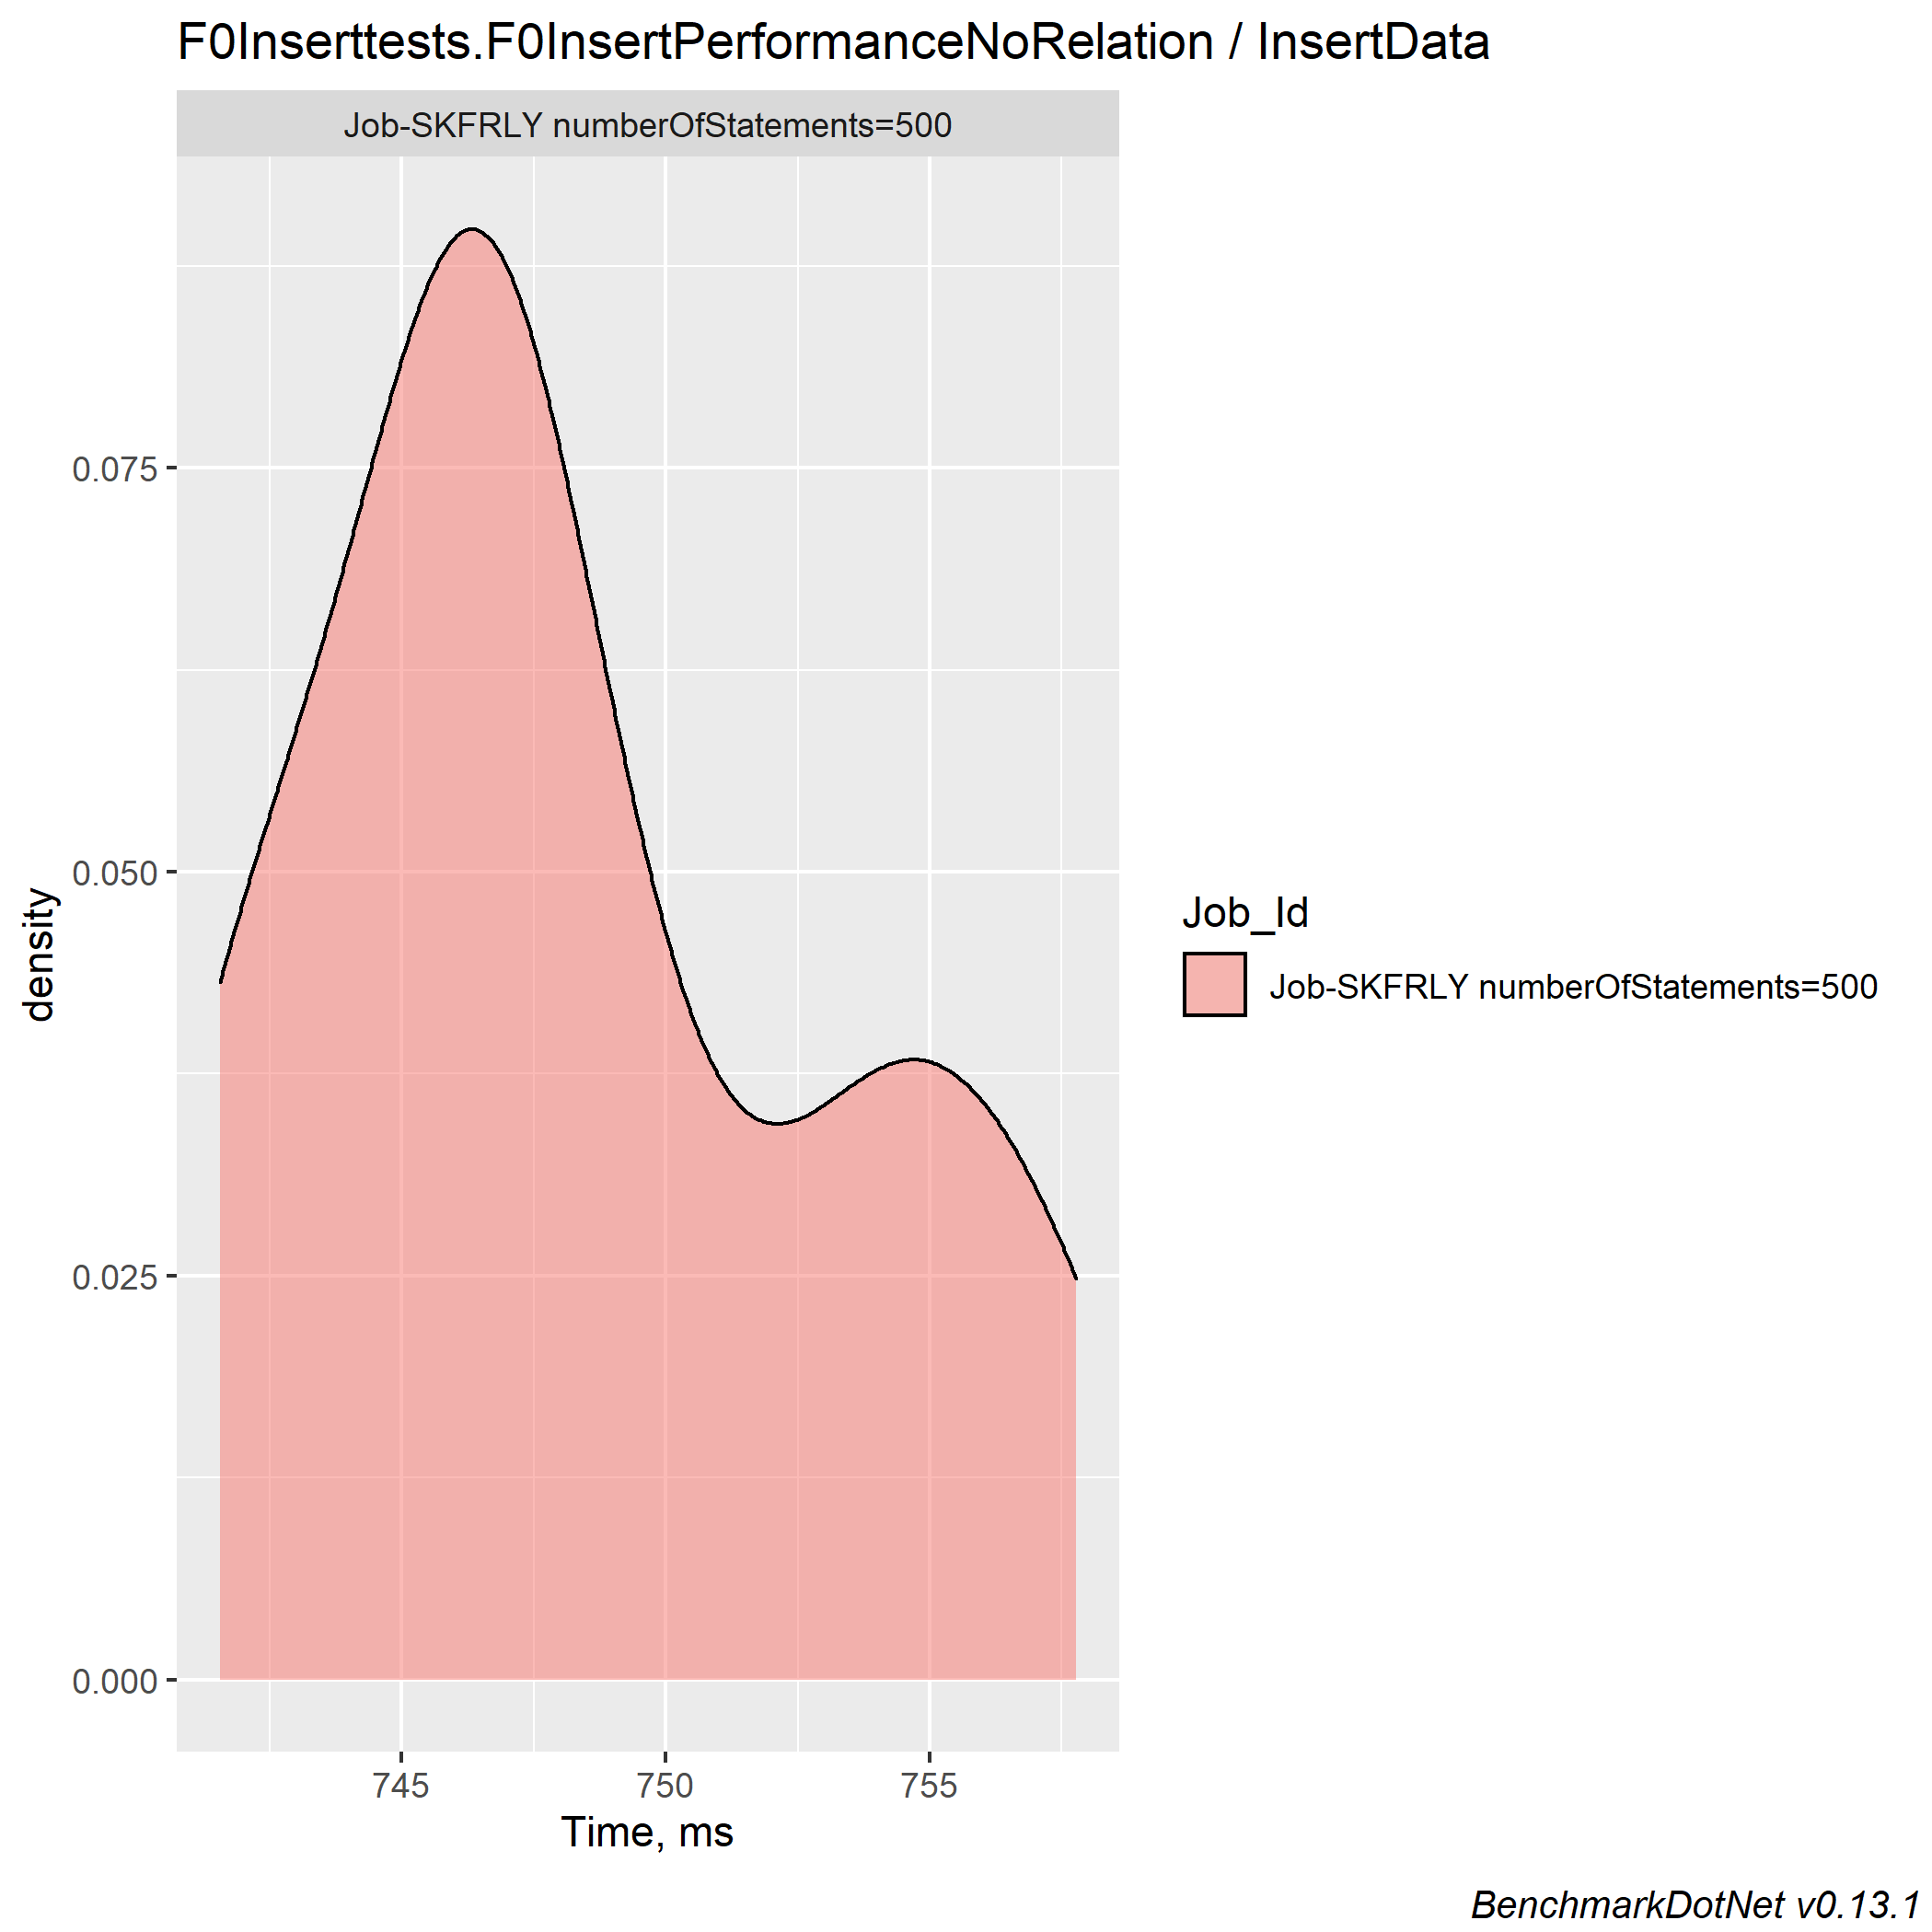 F0Inserttests.F0InsertPerformanceNoRelation / InsertData
Job-SKFRLY numberOfStatements=500
0.075
0.050
0.025
0.000
density
745 750 755
Time, ms
Job_Id
Job-SKFRLY numberOfStatements=500
BenchmarkDotNet v0.13.1